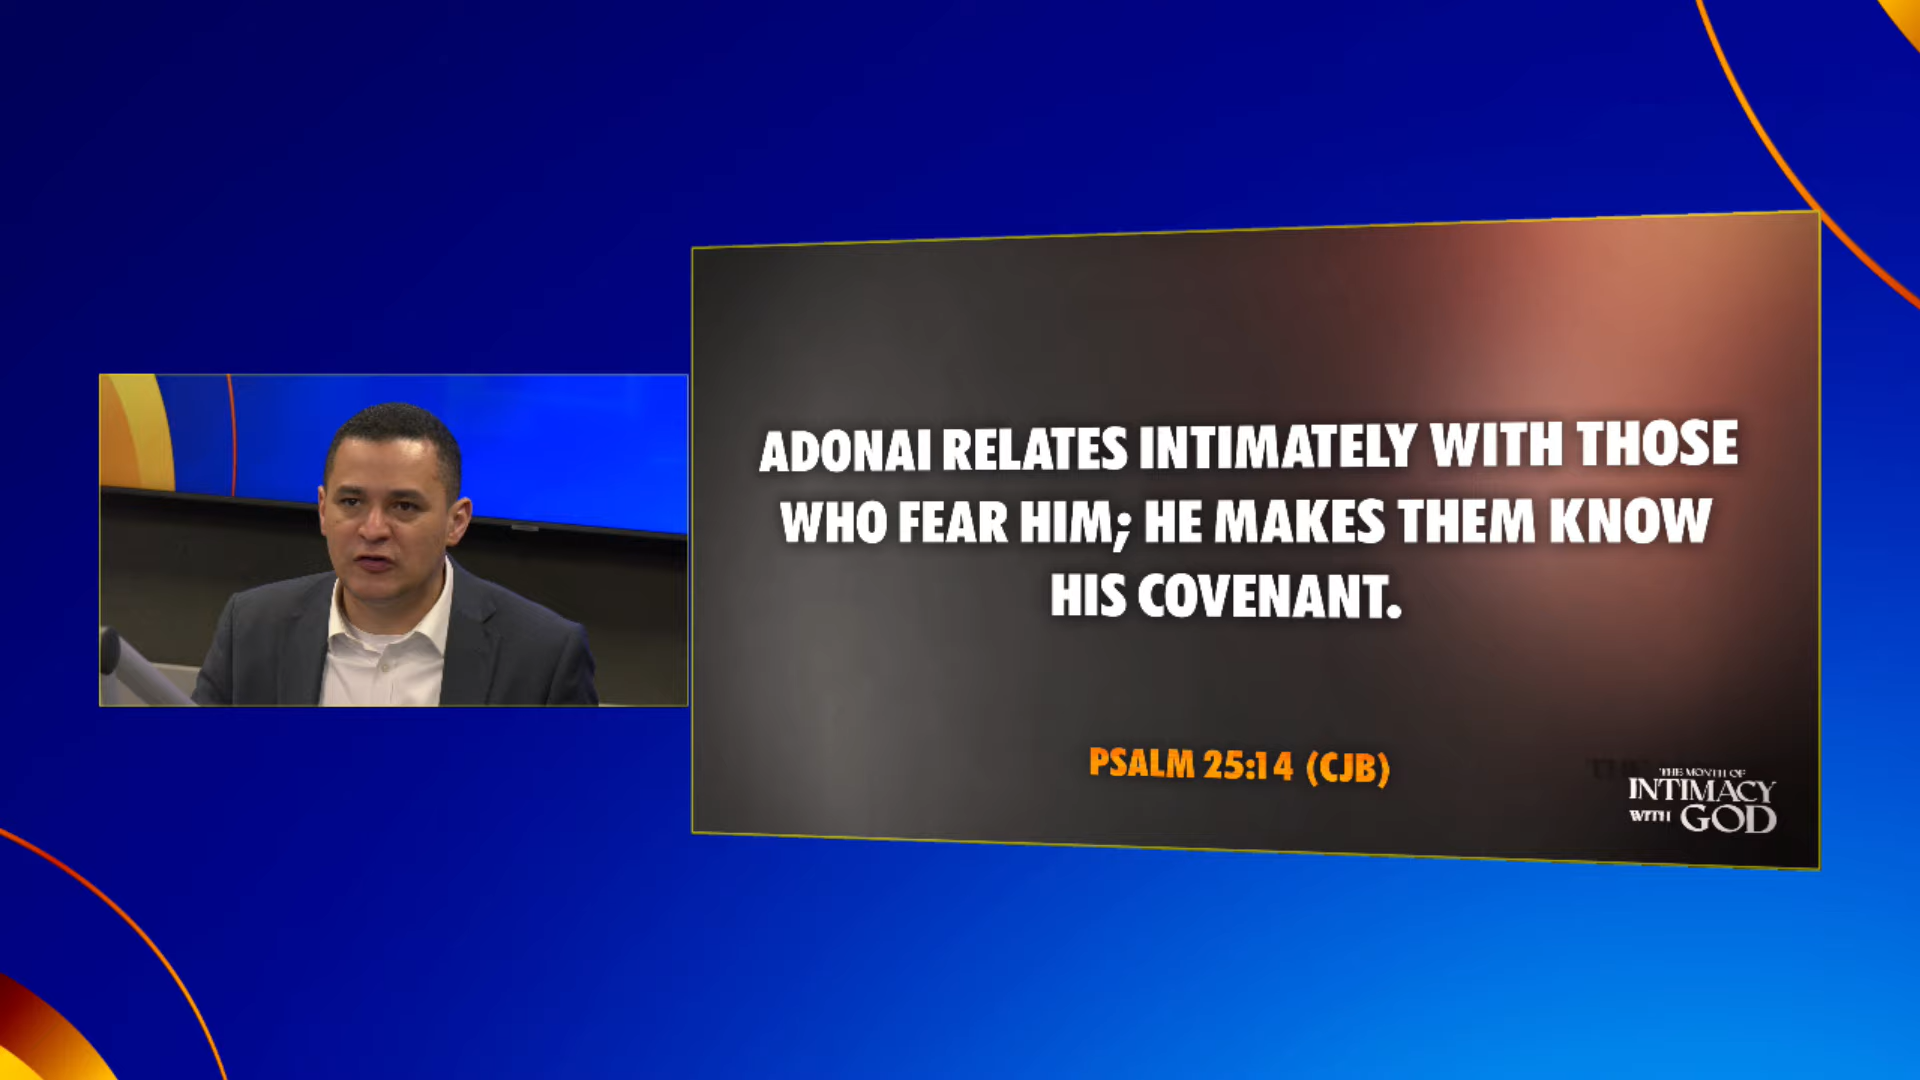 ADONAI RELATES INTIMATELY WITH THOSE
WHO FEAR HIM; HE MAKES THEM KNOW
HIS COVENANT.
PSALM 25:14 (CJB)
THE MONTH OF
INTIMACY
WITH GOD